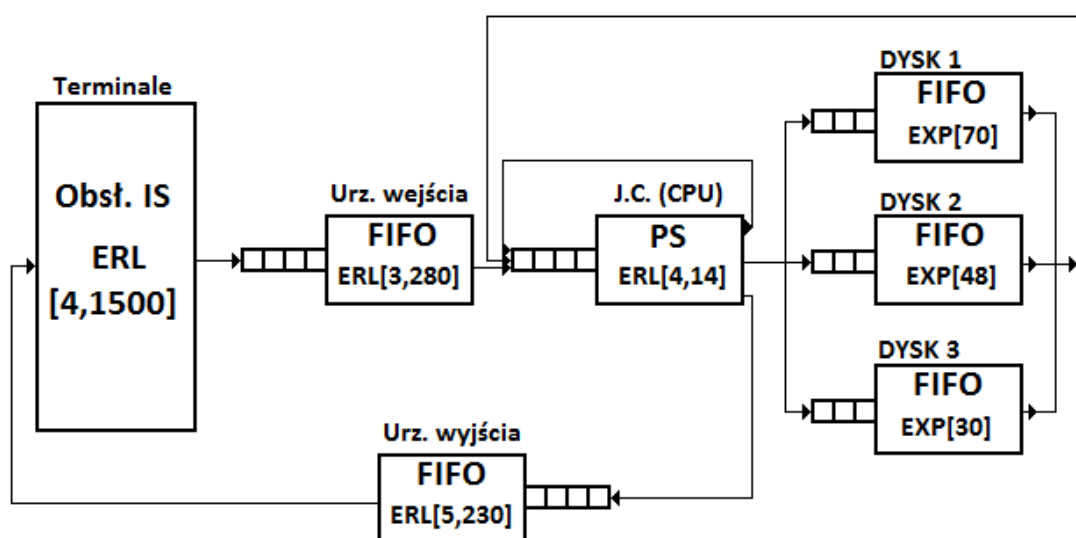 Terminale
Obsł. IS
ERL
[4,1500]
Urz. wejścia
FIFO
ERL[3,280]
J.C. (CPU)
PS
ERL[4,14]
DYSK 1
FIFO
EXP[70]
DYSK 2
FIFO
EXP[48]
DYSK 3
FIFO
EXP[30]
Urz. wyjścia
FIFO
ERL[5,230]